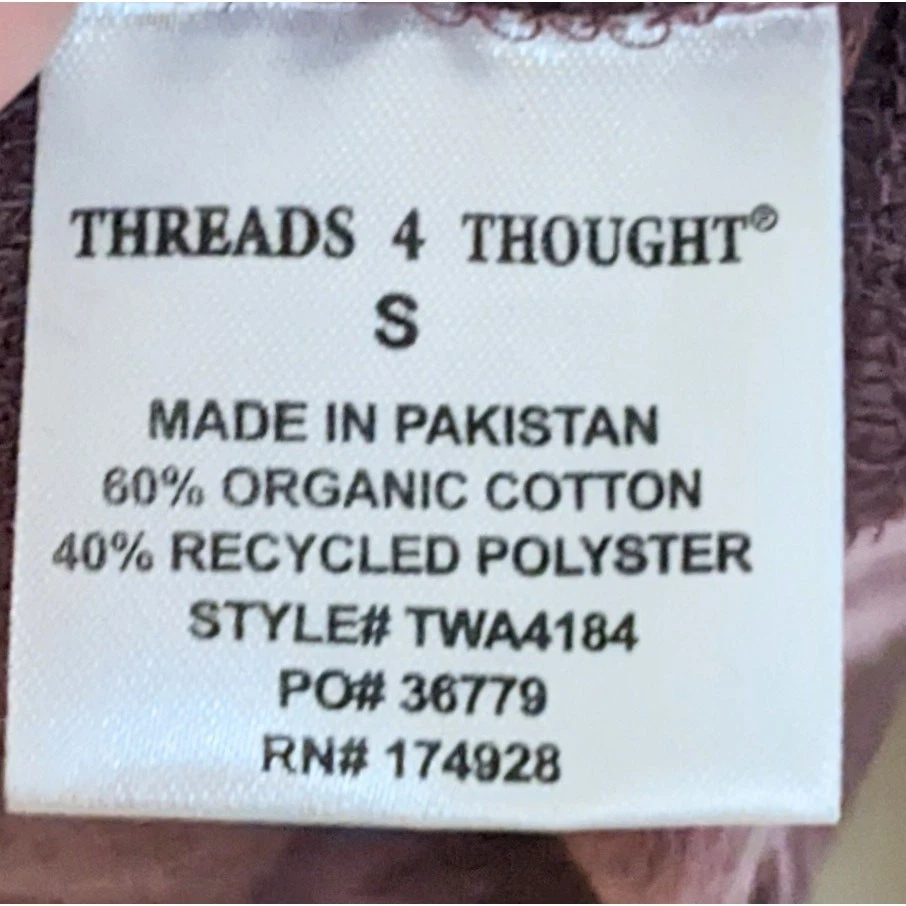 THREADS 4 THOUGHT®
S
MADE IN PAKISTAN
60% ORGANIC COTTON
40% RECYCLED POLYSTER
STYLE# TWA4184
PO# 36779
RN# 174928